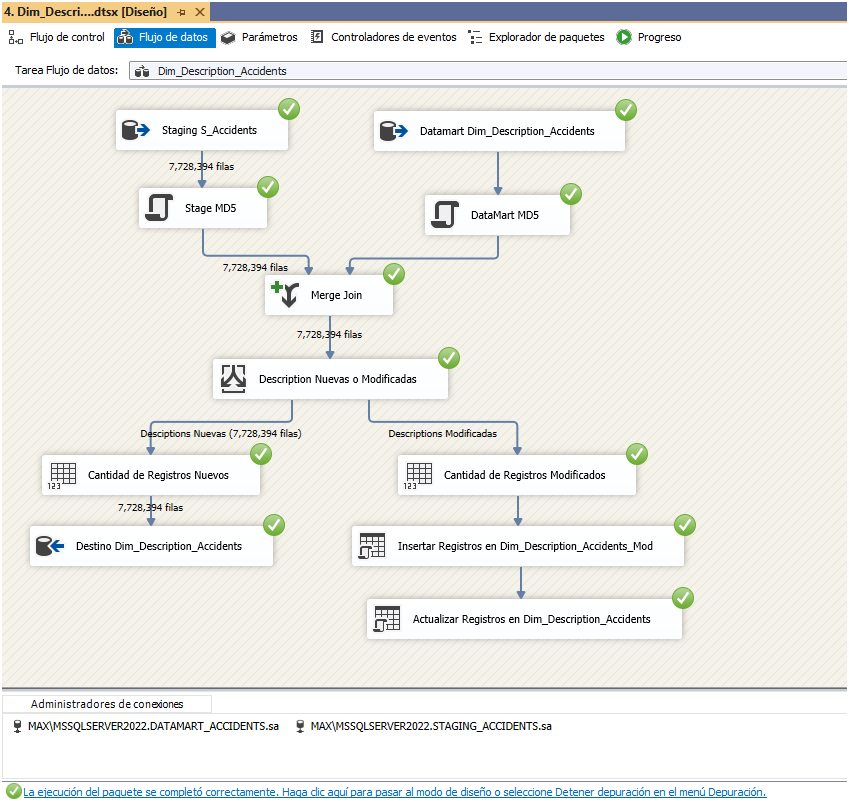 4. Dim_Descri....dtsx [Diseño]
Flujo de control Flujo de datos Parámetros Controladores de eventos Explorador de paquetes Progreso
Tarea Flujo de datos: Dim_Description_Accidents
Staging S_Accidents
Datamart Dim_Description_Accidents
7,728,394 filas
Stage MD5
DataMart MD5
7,728,394 filas
Merge Join
7,728,394 filas
Description Nuevas o Modificadas
Desciptions Nuevas (7,728,394 filas)
Descriptions Modificadas
123
Cantidad de Registros Nuevos
123
Cantidad de Registros Modificados
7,728,394 filas
Destino Dim_Description_Accidents
Insertar Registros en Dim_Description_Accidents_Mod
Actualizar Registros en Dim_Description_Accidents
Administradores de conexiones
MAX\MSSQLSERVER2022.DATAMART_ACCIDENTS.sa MAX\MSSQLSERVER2022.STAGING_ACCIDENTS.sa
La ejecución del paquete se completó correctamente. Haga clic aquí para pasar al modo de diseño o seleccione Detener depuración en el menú Depuración.